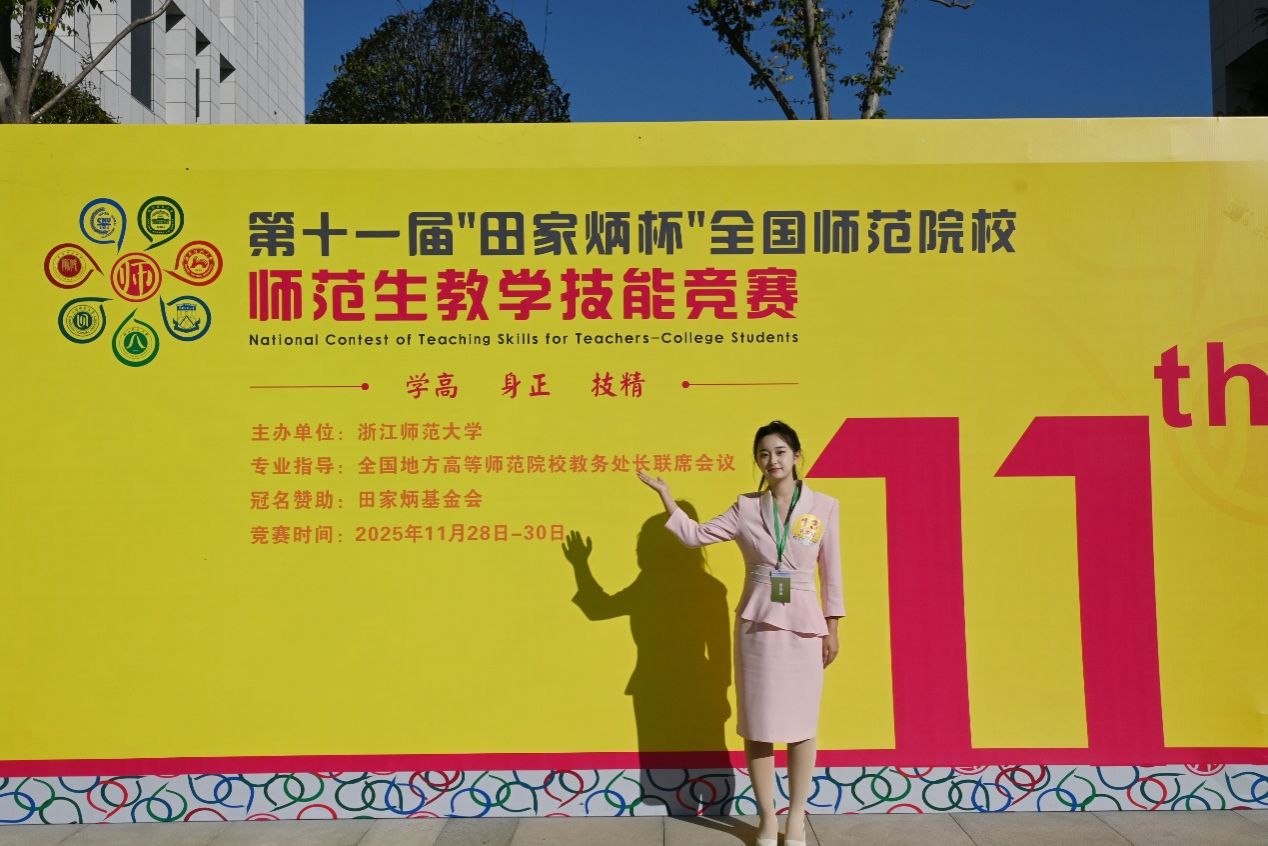 第十一届"田家炳杯"全国师范院校
师范生教学技能竞赛
National Contest of Teaching Skills for Teachers-College Students
学高 身正 技精
主办单位：浙江师范大学
专业指导：全国地方高等师范院校教务处长联席会议
冠名赞助：田家炳基金会
竞赛时间：2025年11月28日-30日
11th
师
CNU